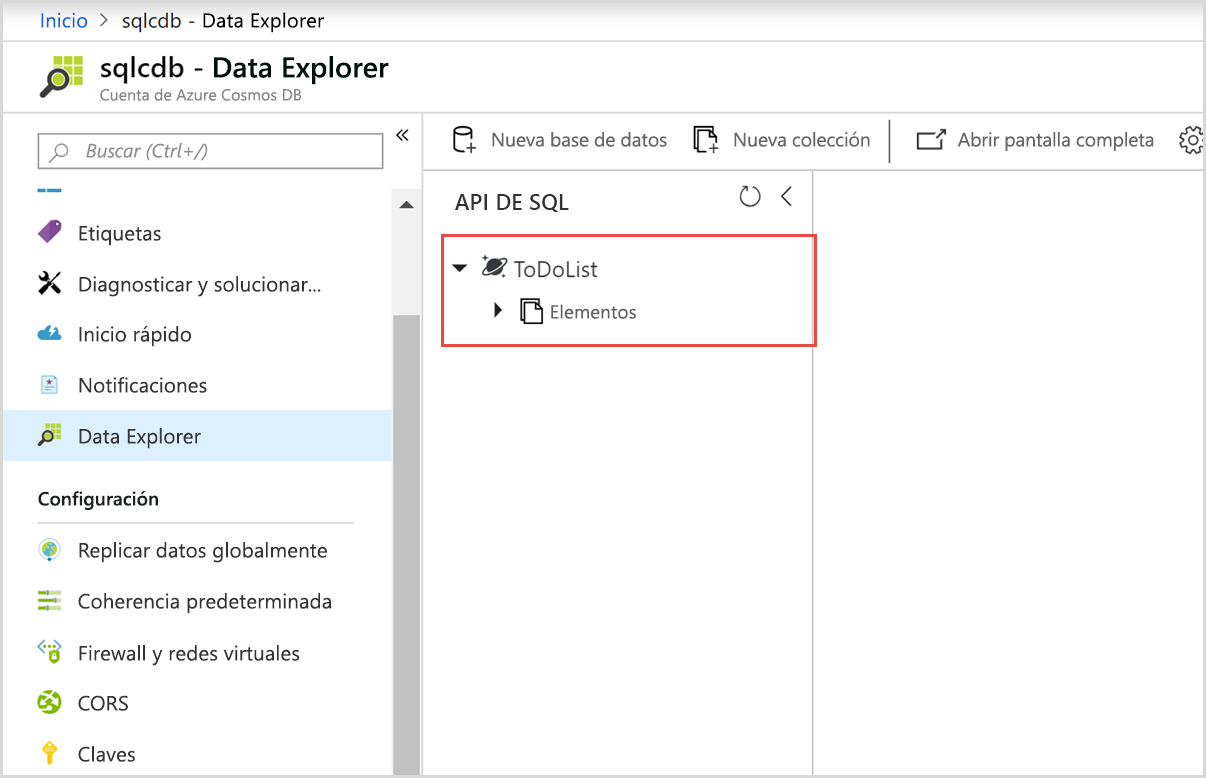 Inicio > sqlcdb - Data Explorer
sqlcdb - Data Explorer
Cuenta de Azure Cosmos DB
Buscar (Ctrl+/)
«
Etiquetas
Diagnosticar y solucionar...
Inicio rápido
Notificaciones
Data Explorer
Configuración
Replicar datos globalmente
Coherencia predeterminada
Firewall y redes virtuales
CORS
Claves
Nueva base de datos
Nueva colección
Abrir pantalla completa
API DE SQL
ToDoList
Elementos